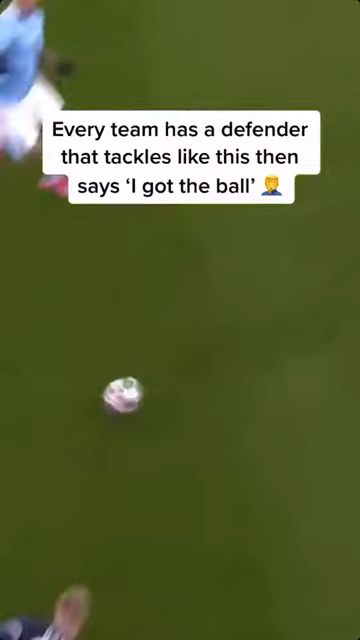 Every team has a defender
that tackles like this then
says ‘I got the ball’ 🤦‍♂️